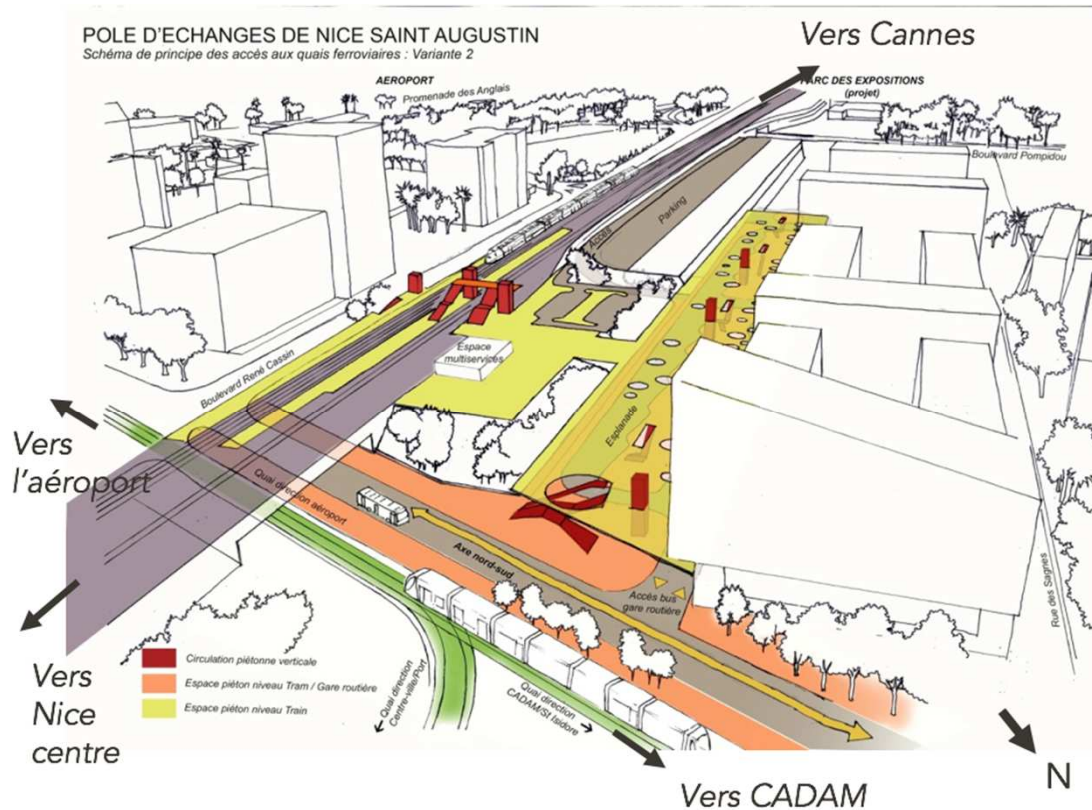 POLE D'ECHANGES DE NICE SAINT AUGUSTIN
Schéma de principe des accès aux quais ferroviaires : Variante 2
Vers Cannes
AEROPORT
Promenade des Anglais
PARC DES EXPOSITIONS
(projet)
Boulevard Pompidou
Parking
Accès
Espace
multiservices
Boulevard René Cassin
Esplanade
Vers
l'aéroport
Quai direction aéroport
Axe nord-sud
Accès bus
gare routière
Rue des Sagnes
Circulation piétonne verticale
Espace piéton niveau Tram / Gare routière
Espace piéton niveau Train
Quai direction
Centre-ville/Port
Quai direction
CADAM/St Isidore
Vers
Nice
centre
Vers CADAM
N